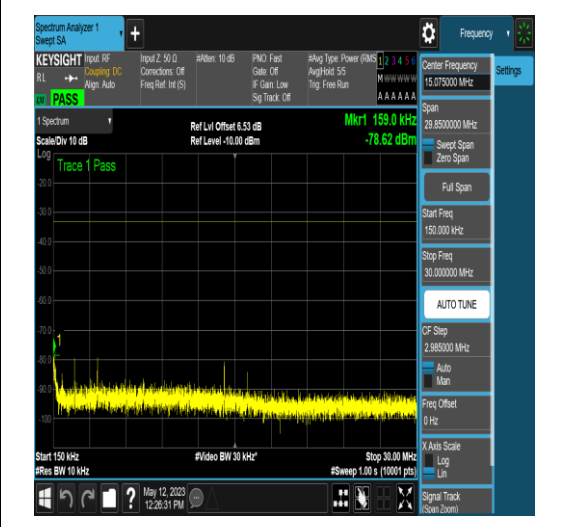 Spectrum Analyzer 1
Swept SA
+
Frequency
KEYSIGHT
RL
PASS
Input: RF
Coupling: DC
Align: Auto
Input Z: 50 Ω
Corrections: Off
Freq Ref: Int (S)
#Atten: 10 dB
PNO: Fast
Gate: Off
IF Gain: Low
Sig Track: Off
#Avg Type: Power (RMS
Avg|Hold: 5/5
Trig: Free Run
1 2 3 4 5 6
M W W W W W
A A A A A A
1 Spectrum
Scale/Div 10 dB
Ref Lvl Offset 6.53 dB
Ref Level -10.00 dBm
Mkr1 159.0 kHz
-78.62 dBm
Log
Trace 1 Pass
-20.0
-30.0
-40.0
-50.0
-60.0
-70.0
1
-80.0
-90.0
-100
Start 150 kHz
#Res BW 10 kHz
#Video BW 30 kHz*
Stop 30.00 MHz
#Sweep 1.00 s (10001 pts)
May 12, 2023
12:26:31 PM
?
Center Frequency
15.075000 MHz
Settings
Span
29.8500000 MHz
Swept Span
Zero Span
Full Span
Start Freq
150.000 kHz
Stop Freq
30.000000 MHz
AUTO TUNE
CF Step
2.985000 MHz
Auto
Man
Freq Offset
0 Hz
X Axis Scale
Log
Lin
Signal Track
(Span Zoom)